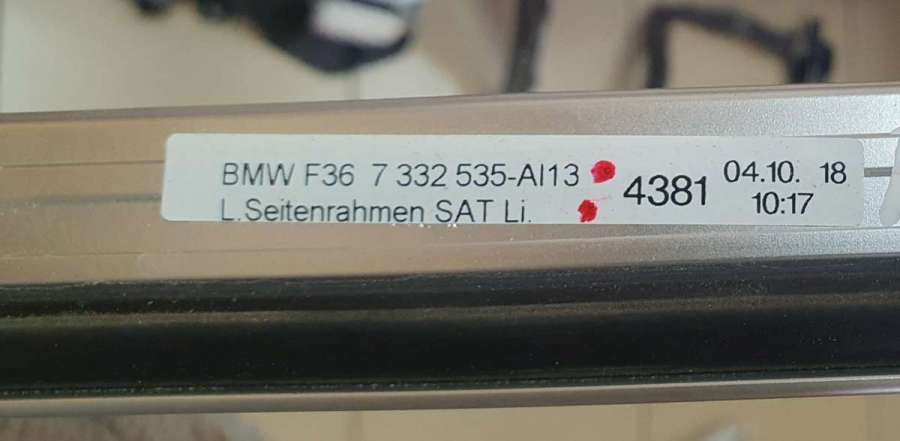 BMW F36 7 332 535-AI13
L.Seitenrahmen SAT Li.
4381
04.10. 18
10:17